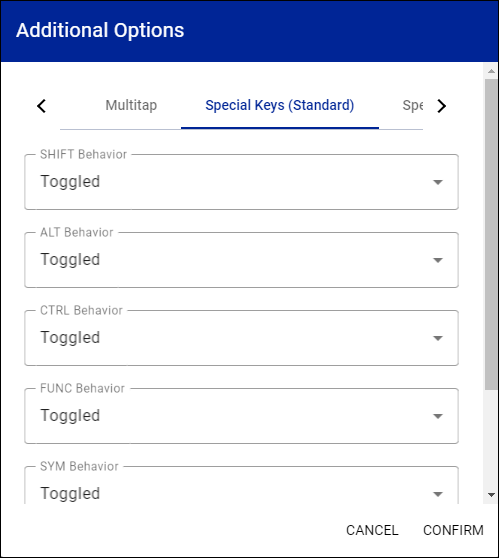 Additional Options
Multitap Special Keys (Standard) Spe
SHIFT Behavior
Toggled
ALT Behavior
Toggled
CTRL Behavior
Toggled
FUNC Behavior
Toggled
SYM Behavior
Toggled
CANCEL CONFIRM